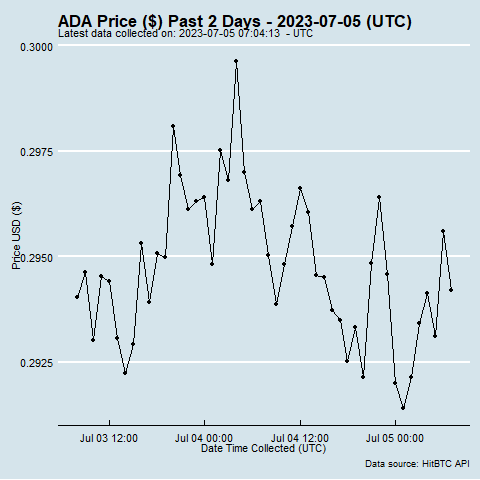 ADA Price ($) Past 2 Days - 2023-07-05 (UTC)
Latest data collected on: 2023-07-05 07:04:13 - UTC
0.3000
0.2975
0.2950
0.2925
Price USD ($)
Jul 03 12:00 Jul 04 00:00 Jul 04 12:00 Jul 05 00:00
Date Time Collected (UTC)
Data source: HitBTC API